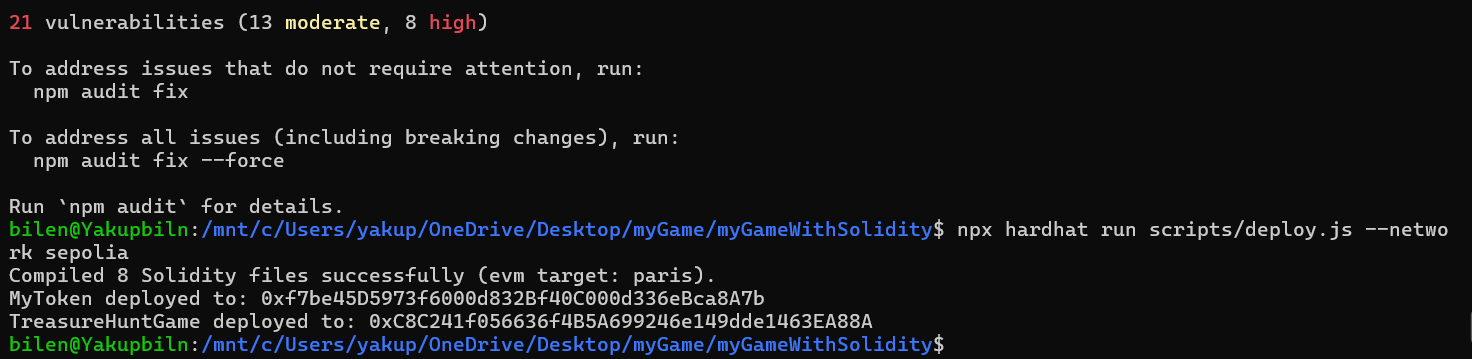 21 vulnerabilities (13 moderate, 8 high)
To address issues that do not require attention, run:
  npm audit fix
To address all issues (including breaking changes), run:
  npm audit fix --force
Run `npm audit` for details.
bilen@Yakupbiln:/mnt/c/Users/yakup/OneDrive/Desktop/myGame/myGameWithSolidity$ npx hardhat run scripts/deploy.js --netwo
rk sepolia
Compiled 8 Solidity files successfully (evm target: paris).
MyToken deployed to: 0xf7be45D5973f6000d832Bf40C000d336eBca8A7b
TreasureHuntGame deployed to: 0xC8C241f056636f4B5A699246e149dde1463EA88A
bilen@Yakupbiln:/mnt/c/Users/yakup/OneDrive/Desktop/myGame/myGameWithSolidity$